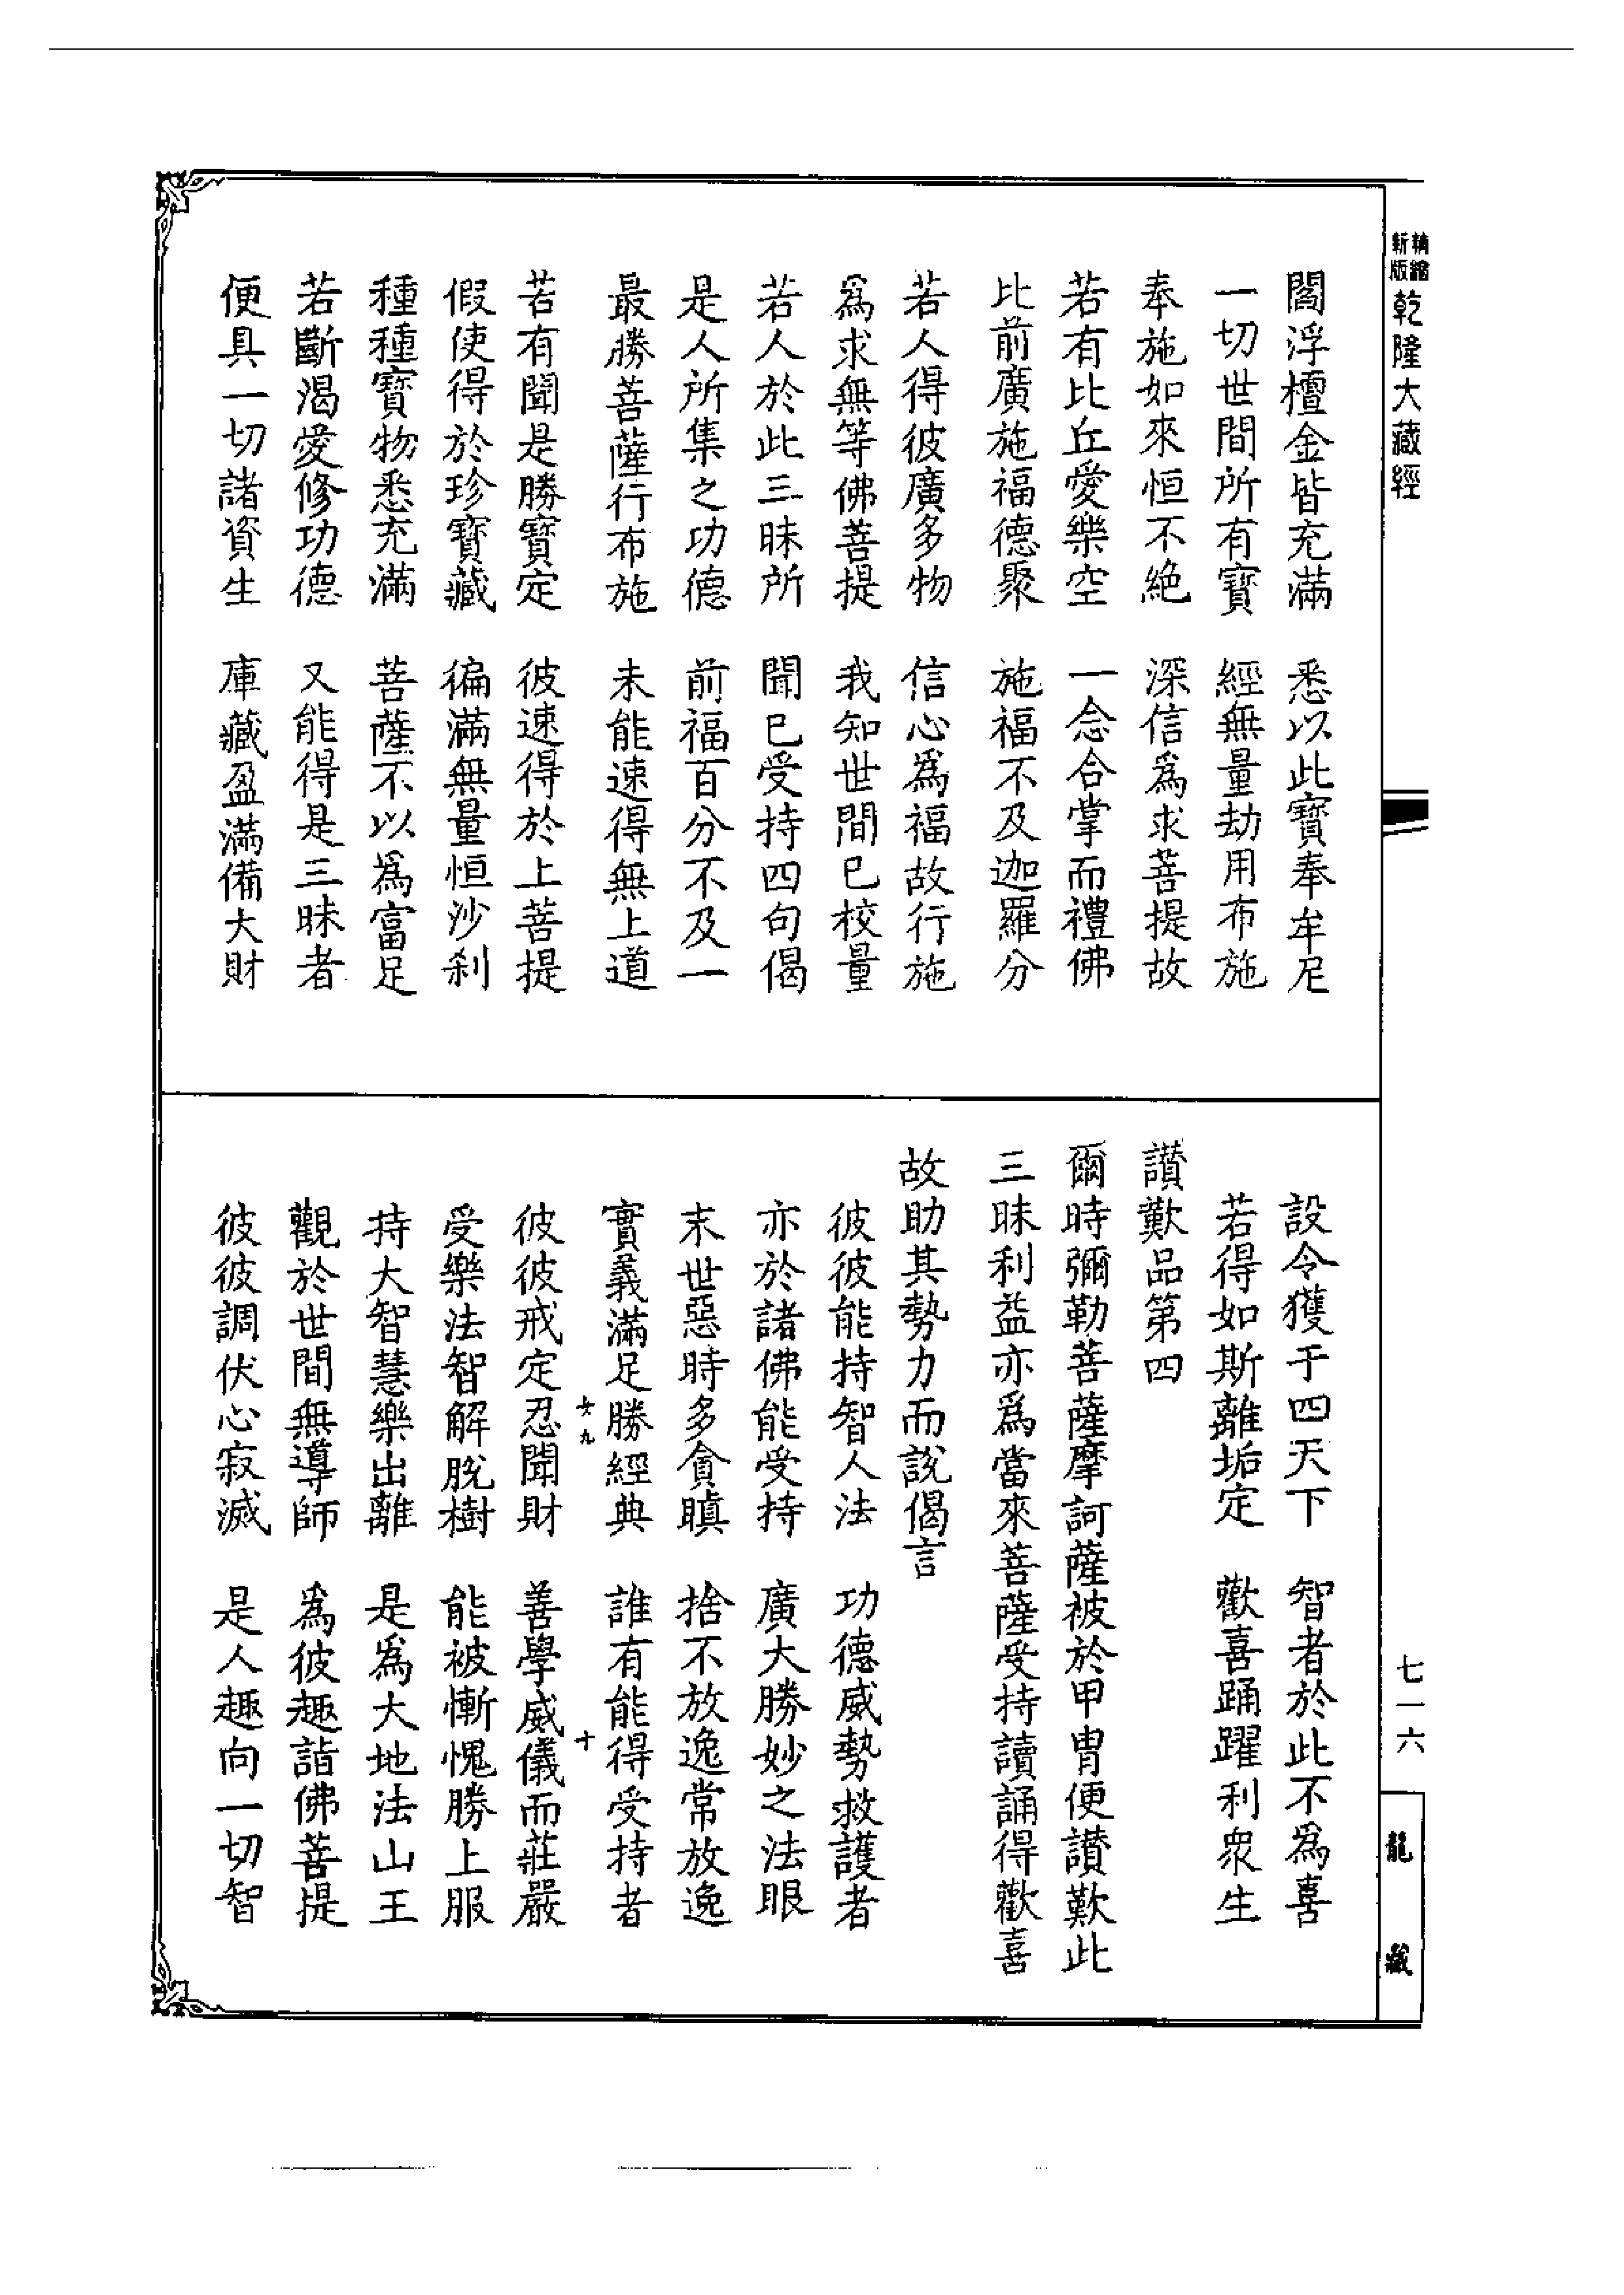 精縮新版乾隆大藏經
閻浮檀金皆充滿　悉以此寶奉牟尼
一切世間所有寶　經無量劫用布施
奉施如來恒不絕　深信爲求菩提故
若有比丘愛樂空　一念合掌而禮佛
比前廣施福德聚　施福不及迦羅分
若人得彼廣多物　信心爲福故行施
爲求無等佛菩提　我知世間已校量
若人於此三昧所　聞已受持四句偈
是人所集之功德　前福百分不及一
最勝菩薩行布施　未能速得無上道
若有聞是勝寶定　彼速得於上菩提
假使得於珍寶藏　徧滿無量恒沙刹
種種寶物悉充滿　菩薩不以爲富足
若斷渴愛修功德　又能得是三昧者
便具一切諸資生　庫藏盈滿備大財
設令獲于四天下　智者於此不爲喜
若得如斯離垢定　歡喜踊躍利衆生
讚歎品第四
爾時彌勒菩薩摩訶薩被於甲冑便讚歎此
三昧利益亦爲當來菩薩受持讀誦得歡喜
故助其勢力而說偈言
彼彼能持智人法　功德威勢救護者
亦於諸佛能受持　廣大勝妙之法眼
末世惡時多貪瞋　捨不放逸常放逸
實義滿足勝經典　誰有能得受持者
女九　十
彼彼戒定忍聞財　善學威儀而莊嚴
受樂法智解脫樹　能被慚愧勝上服
持大智慧樂出離　是爲大地法山王
觀於世間無導師　爲彼趣詣佛菩提
彼彼調伏心寂滅　是人趣向一切智
七一六
龍藏